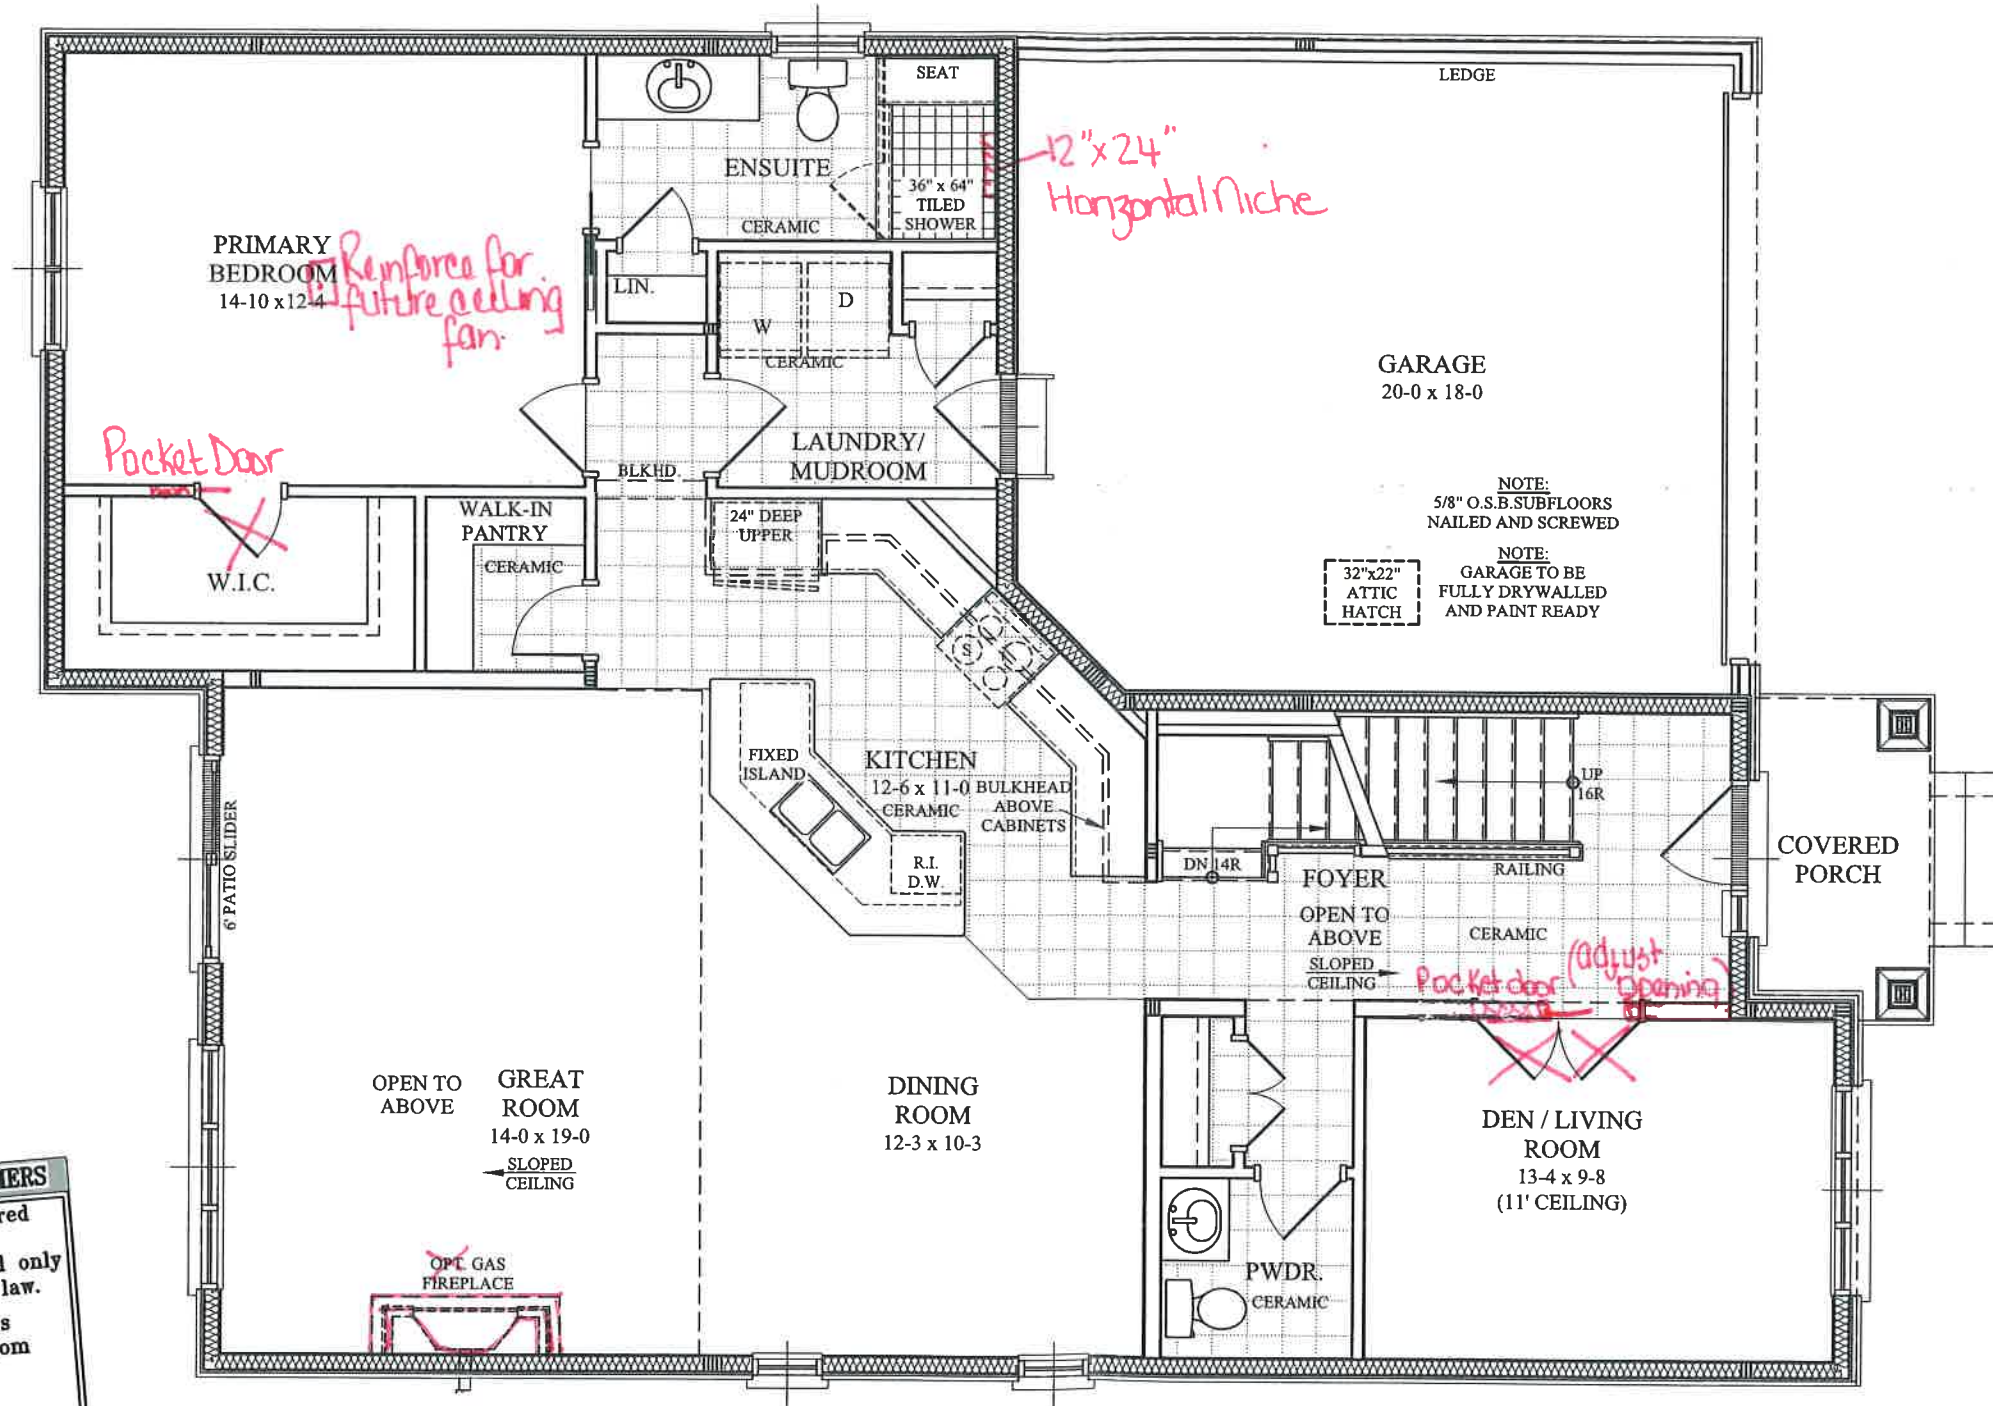 SEAT
LEDGE
12"x24"
Horizontal Niche
ENSUITE
36" x 64"
TILED
SHOWER
CERAMIC
PRIMARY
BEDROOM
14-10 x12-4
Reinforce for
future ceiling
fan.
LIN.
W
D
CERAMIC
GARAGE
20-0 x 18-0
Pocket Door
BLKHD.
LAUNDRY/
MUDROOM
NOTE:
5/8" O.S.B.SUBFLOORS
NAILED AND SCREWED
NOTE:
GARAGE TO BE
FULLY DRYWALLED
AND PAINT READY
32"x22"
ATTIC
HATCH
WALK-IN
PANTRY
CERAMIC
24" DEEP
UPPER
W.I.C.
S
FIXED
ISLAND
KITCHEN
12-6 x 11-0
CERAMIC
BULKHEAD
ABOVE
CABINETS
UP
16R
6' PATIO SLIDER
R.I.
D.W.
DN 14R
FOYER
RAILING
COVERED
PORCH
OPEN TO
ABOVE
SLOPED
CEILING
CERAMIC
Pocket door (adjust
opening)
OPEN TO
ABOVE
GREAT
ROOM
14-0 x 19-0
SLOPED
CEILING
DINING
ROOM
12-3 x 10-3
DEN / LIVING
ROOM
13-4 x 9-8
(11' CEILING)
OPT. GAS
FIREPLACE
PWDR.
CERAMIC
red
only
law.
s
om